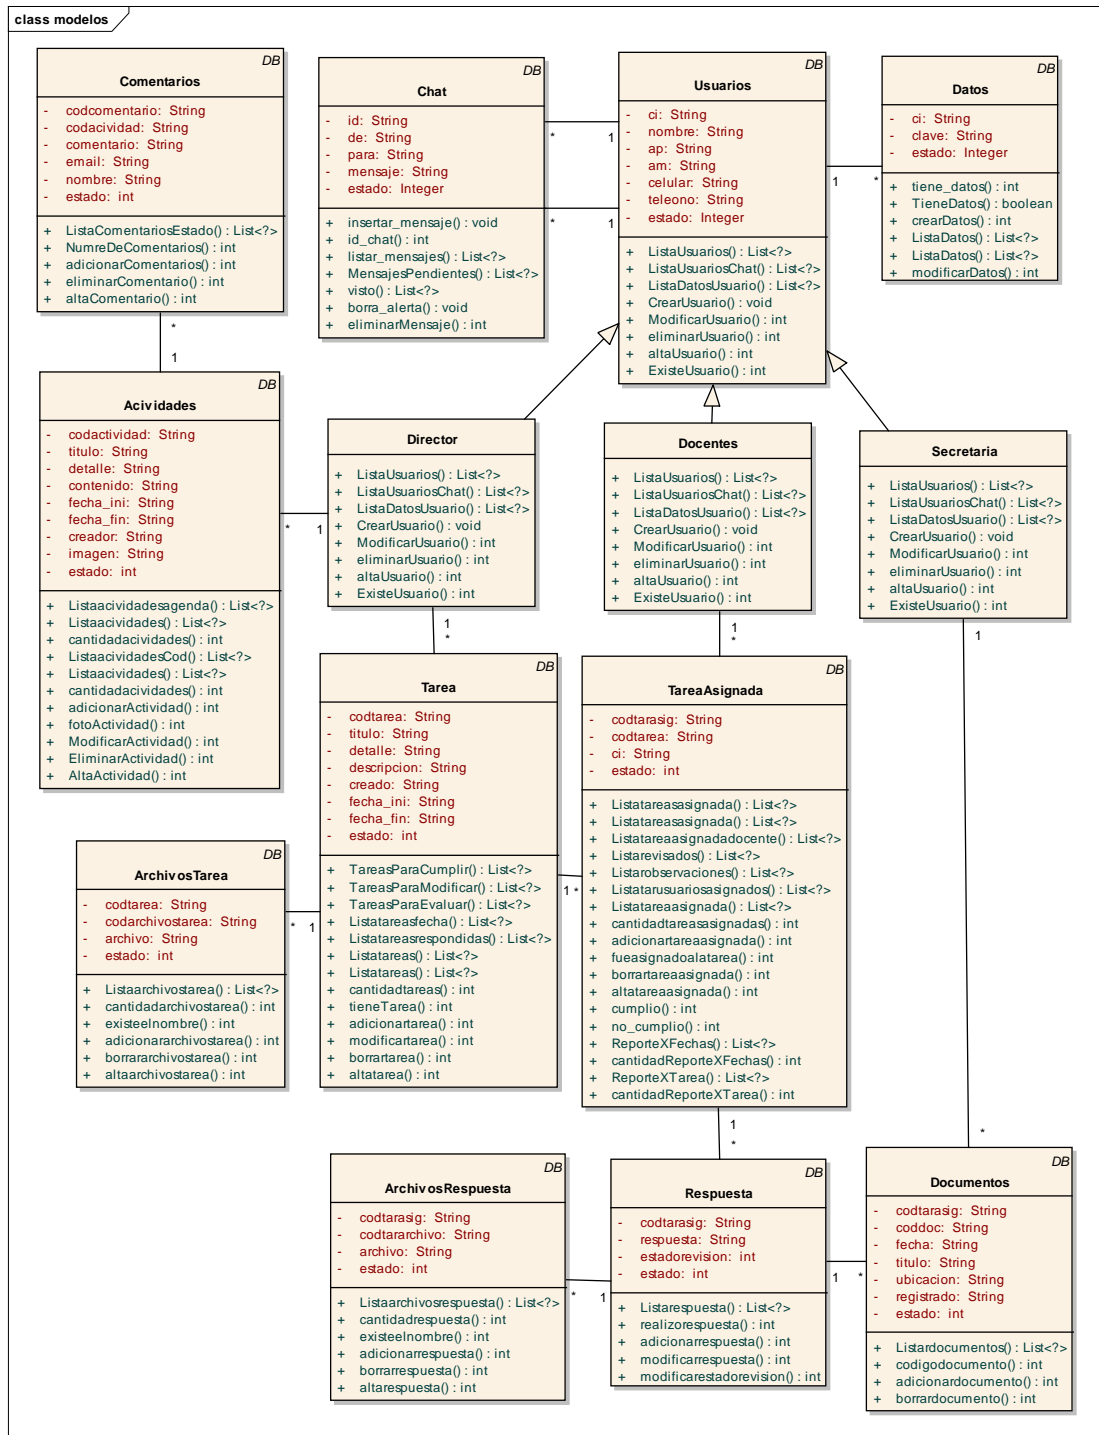 class modelos
DB
Comentarios
- codcomentario: String
- codacividad: String
- comentario: String
- email: String
- nombre: String
- estado: int
+ ListaComentariosEstado() : List<?>
+ NumreDeComentarios() : int
+ adicionarComentarios() : int
+ eliminarComentario() : int
+ altaComentario() : int
* 1
DB
Chat
- id: String
- de: String
- para: String
- mensaje: String
- estado: Integer
+ insertar_mensaje() : void
+ id_chat() : int
+ listar_mensajes() : List<?>
+ MensajesPendientes() : List<?>
+ visto() : List<?>
+ borra_alerta() : void
+ eliminarMensaje() : int
* 1
* 1
DB
Usuarios
- ci: String
- nombre: String
- ap: String
- am: String
- celular: String
- teleono: String
- estado: Integer
+ ListaUsuarios() : List<?>
+ ListaUsuariosChat() : List<?>
+ ListaDatosUsuario() : List<?>
+ CrearUsuario() : void
+ ModificarUsuario() : int
+ eliminarUsuario() : int
+ altaUsuario() : int
+ ExisteUsuario() : int
1 *
DB
Datos
- ci: String
- clave: String
- estado: Integer
+ tiene_datos() : int
+ TieneDatos() : boolean
+ crearDatos() : int
+ ListaDatos() : List<?>
+ ListaDatos() : List<?>
+ modificarDatos() : int
DB
Acividades
- codactividad: String
- titulo: String
- detalle: String
- contenido: String
- fecha_ini: String
- fecha_fin: String
- creador: String
- imagen: String
- estado: int
+ Listaacividadesagenda() : List<?>
+ Listaacividades() : List<?>
+ cantidadacividades() : int
+ ListaacividadesCod() : List<?>
+ Listaacividades() : List<?>
+ cantidadacividades() : int
+ adicionarActividad() : int
+ fotoActividad() : int
+ ModificarActividad() : int
+ EliminarActividad() : int
+ AltaActividad() : int
* 1
Director
+ ListaUsuarios() : List<?>
+ ListaUsuariosChat() : List<?>
+ ListaDatosUsuario() : List<?>
+ CrearUsuario() : void
+ ModificarUsuario() : int
+ eliminarUsuario() : int
+ altaUsuario() : int
+ ExisteUsuario() : int
1
*
Docentes
+ ListaUsuarios() : List<?>
+ ListaUsuariosChat() : List<?>
+ ListaDatosUsuario() : List<?>
+ CrearUsuario() : void
+ ModificarUsuario() : int
+ eliminarUsuario() : int
+ altaUsuario() : int
+ ExisteUsuario() : int
1
*
Secretaria
+ ListaUsuarios() : List<?>
+ ListaUsuariosChat() : List<?>
+ ListaDatosUsuario() : List<?>
+ CrearUsuario() : void
+ ModificarUsuario() : int
+ eliminarUsuario() : int
+ altaUsuario() : int
+ ExisteUsuario() : int
1
*
DB
Tarea
- codtarea: String
- titulo: String
- detalle: String
- descripcion: String
- creado: String
- fecha_ini: String
- fecha_fin: String
- estado: int
+ TareasParaCumplir() : List<?>
+ TareasParaModificar() : List<?>
+ TareasParaEvaluar() : List<?>
+ Listatareasfecha() : List<?>
+ Listatareasrespondidas() : List<?>
+ Listatareas() : List<?>
+ Listatareas() : List<?>
+ cantidadtareas() : int
+ tieneTarea() : int
+ adicionartarea() : int
+ modificartarea() : int
+ borrartarea() : int
+ altatarea() : int
1 *
DB
TareaAsignada
- codtarasig: String
- codtarea: String
- ci: String
- estado: int
+ Listatareasasignada() : List<?>
+ Listatareasasignada() : List<?>
+ Listatareaasignadadocente() : List<?>
+ Listarevisados() : List<?>
+ Listarobservaciones() : List<?>
+ Listatarusuariosasignados() : List<?>
+ Listatareaasignada() : List<?>
+ cantidadtareasasignadas() : int
+ adicionartareaasignada() : int
+ fueasignadoalatarea() : int
+ borrartareaasignada() : int
+ altatareaasignada() : int
+ cumplio() : int
+ no_cumplio() : int
+ ReporteXFechas() : List<?>
+ cantidadReporteXFechas() : int
+ ReporteXTarea() : List<?>
+ cantidadReporteXTarea() : int
1
*
DB
ArchivosTarea
- codtarea: String
- codarchivostarea: String
- archivo: String
- estado: int
+ Listaarchivostarea() : List<?>
+ cantidadarchivostarea() : int
+ existeelnombre() : int
+ adicionararchivostarea() : int
+ borrararchivostarea() : int
+ altaarchivostarea() : int
* 1
DB
ArchivosRespuesta
- codtarasig: String
- codtararchivo: String
- archivo: String
- estado: int
+ Listaarchivosrespuesta() : List<?>
+ cantidadrespuesta() : int
+ existeelnombre() : int
+ adicionarrespuesta() : int
+ borrarrespuesta() : int
+ altarespuesta() : int
* 1
DB
Respuesta
- codtarasig: String
- respuesta: String
- estadorevision: int
- estado: int
+ Listarespuesta() : List<?>
+ realizorespuesta() : int
+ adicionarrespuesta() : int
+ modificarrespuesta() : int
+ modificarestadorevision() : int
1 *
DB
Documentos
- codtarasig: String
- coddoc: String
- fecha: String
- titulo: String
- ubicacion: String
- registrado: String
- estado: int
+ Listardocumentos() : List<?>
+ codigodocumento() : int
+ adicionardocumento() : int
+ borrardocumento() : int